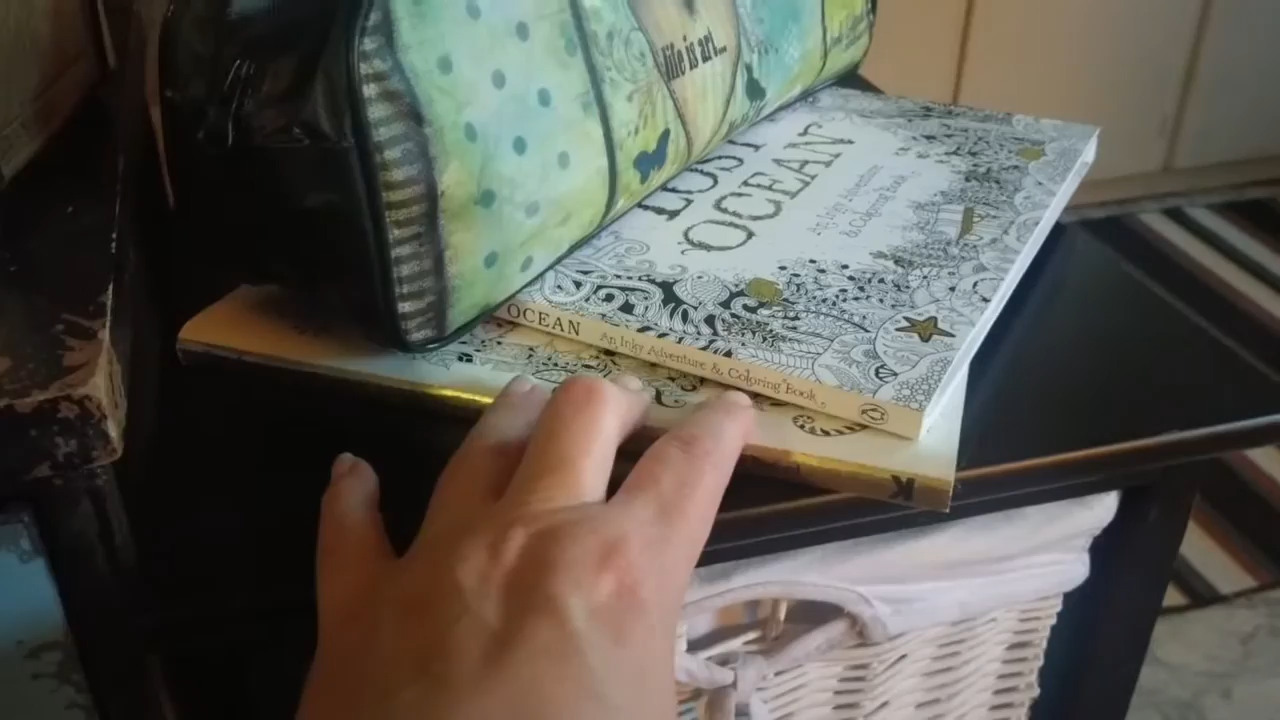 life is art...
LOST
OCEAN
An Inky Adventure
& Coloring Book
OCEAN An Inky Adventure & Coloring Book
K